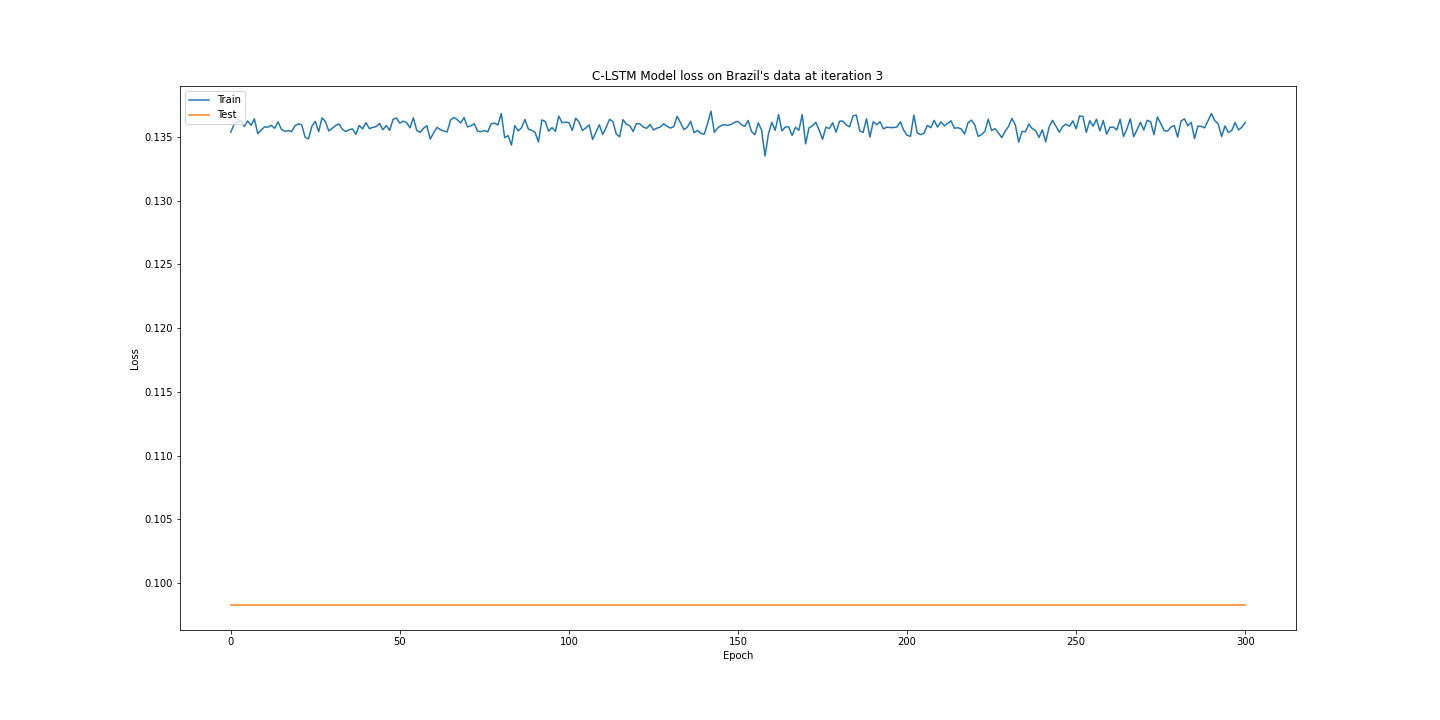 C-LSTM Model loss on Brazil's data at iteration 3
Train
Test
0.135
0.130
0.125
0.120
0.115
0.110
0.105
0.100
Loss
0 50 100 150 200 250 300
Epoch